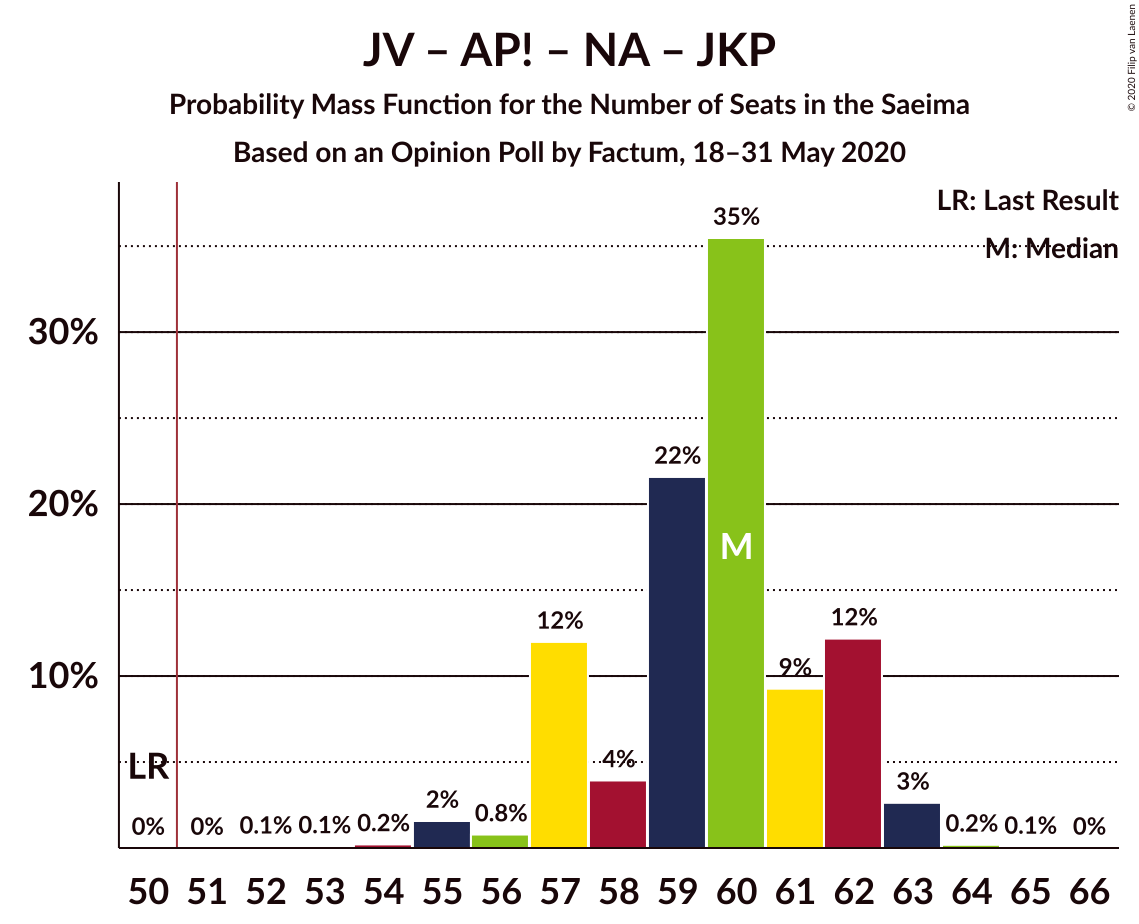 JV – AP! – NA – JKP
Probability Mass Function for the Number of Seats in the Saeima
Based on an Opinion Poll by Factum, 18–31 May 2020
© 2020 Filip van Laenen
LR: Last Result
M: Median
35%
30%
22%
20%
M
12%
12%
10%
9%
LR
4%
3%
2%
0.8%
0%
0%
0.1%
0.1%
0.2%
0.2%
0.1%
0%
50 51 52 53 54 55 56 57 58 59 60 61 62 63 64 65 66